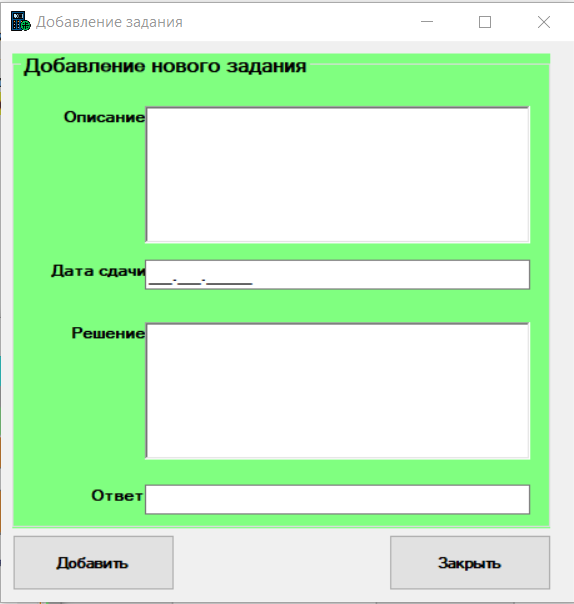 Добавление задания
Добавление нового задания
Описание
Дата сдачи
__.__.____
Решение
Ответ
Добавить
Закрыть